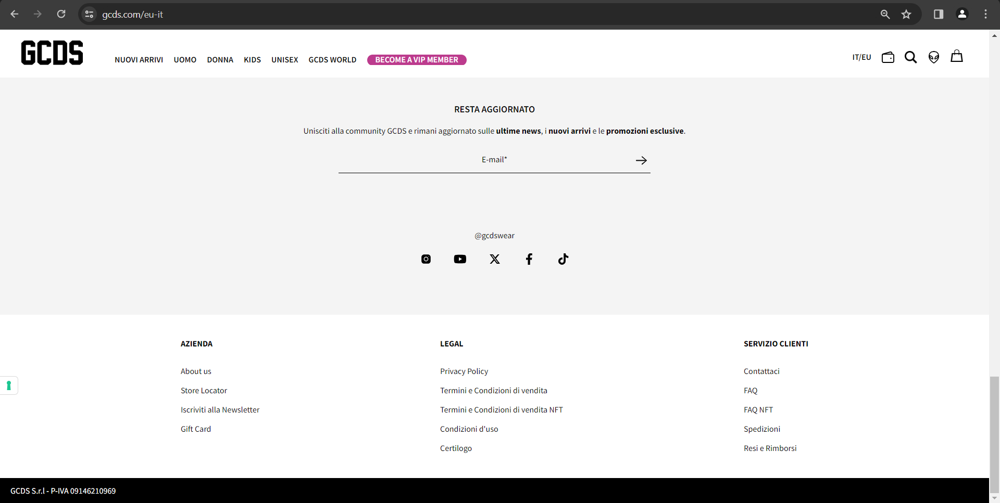 gcds.com/eu-it
GCDS
NUOVI ARRIVI UOMO DONNA KIDS UNISEX GCDS WORLD BECOME A VIP MEMBER
IT/EU
RESTA AGGIORNATO
Unisciti alla community GCDS e rimani aggiornato sulle ultime news, i nuovi arrivi e le promozioni esclusive.
E-mail*
@gcdswear
AZIENDA
About us
Store Locator
Iscriviti alla Newsletter
Gift Card
LEGAL
Privacy Policy
Termini e Condizioni di vendita
Termini e Condizioni di vendita NFT
Condizioni d'uso
Certilogo
SERVIZIO CLIENTI
Contattaci
FAQ
FAQ NFT
Spedizioni
Resi e Rimborsi
GCDS S.r.l - P-IVA 09146210969